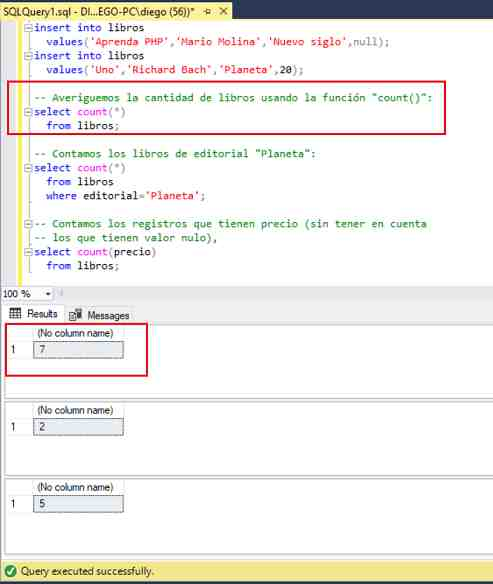 SQLQuery1.sql - DI...EGO-PC\diego (56))*
insert into libros
values('Aprenda PHP','Mario Molina','Nuevo siglo',null);
insert into libros
values('Uno','Richard Bach','Planeta',20);
-- Averiguemos la cantidad de libros usando la función "count()":
select count(*)
from libros;
-- Contamos los libros de editorial "Planeta":
select count(*)
from libros
where editorial='Planeta';
-- Contamos los registros que tienen precio (sin tener en cuenta
-- los que tienen valor nulo),
select count(precio)
from libros;
100 %
Results Messages
(No column name)
1 7
(No column name)
1 2
(No column name)
1 5
Query executed successfully.